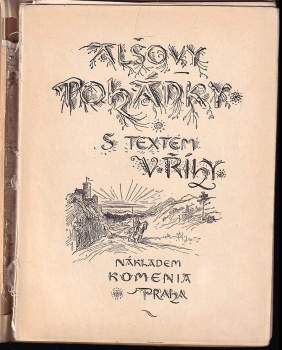 ALŠOVY
POHÁDKY
S TEXTEM
V. ŘÍHY
NÁKLADEM
KOMENIA
PRAHA